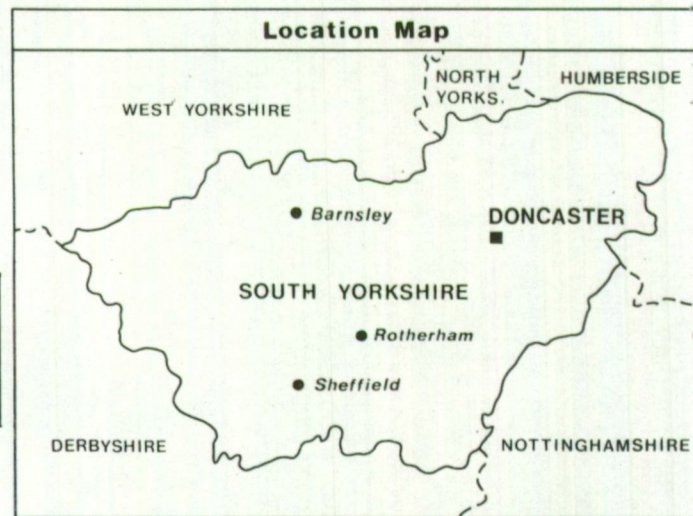 Location Map
NORTH
YORKS.
HUMBERSIDE
WEST YORKSHIRE
Barnsley
DONCASTER
SOUTH YORKSHIRE
Rotherham
Sheffield
DERBYSHIRE
NOTTINGHAMSHIRE